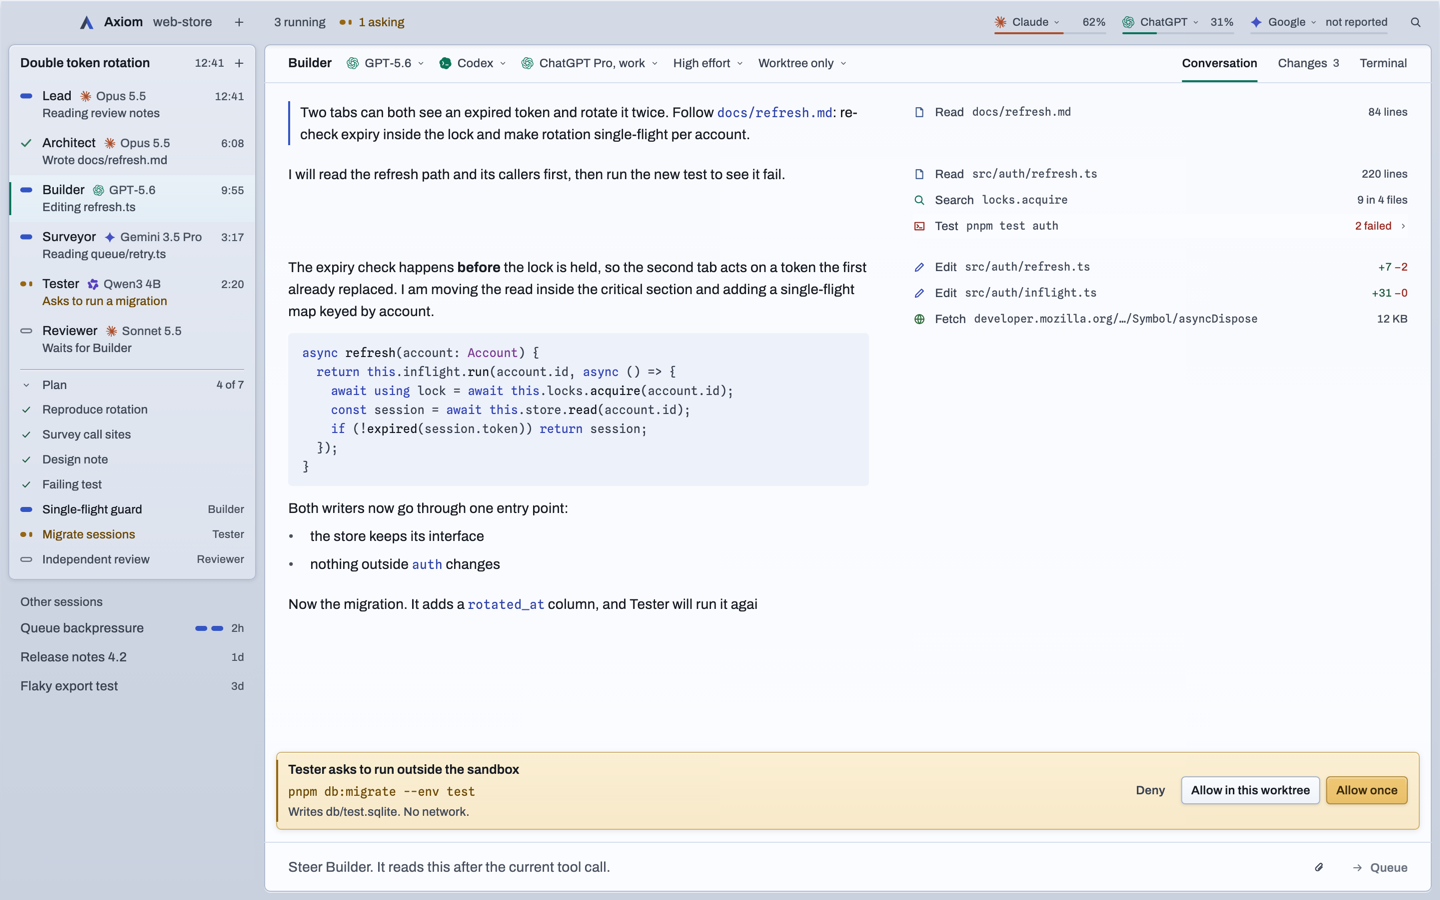 Axiom web-store +
3 running 1 asking
Claude 62% ChatGPT 31% Google not reported
Double token rotation 12:41 +
Lead Opus 5.5 12:41
Reading review notes
Architect Opus 5.5 6:08
Wrote docs/refresh.md
Builder GPT-5.6 9:55
Editing refresh.ts
Surveyor Gemini 3.5 Pro 3:17
Reading queue/retry.ts
Tester Qwen3 4B 2:20
Asks to run a migration
Reviewer Sonnet 5.5
Waits for Builder
Plan 4 of 7
Reproduce rotation
Survey call sites
Design note
Failing test
Single-flight guard Builder
Migrate sessions Tester
Independent review Reviewer
Other sessions
Queue backpressure 2h
Release notes 4.2 1d
Flaky export test 3d
Builder GPT-5.6 Codex ChatGPT Pro, work High effort Worktree only
Conversation Changes 3 Terminal
Two tabs can both see an expired token and rotate it twice. Follow docs/refresh.md: re-
check expiry inside the lock and make rotation single-flight per account.
Read docs/refresh.md 84 lines
I will read the refresh path and its callers first, then run the new test to see it fail.
Read src/auth/refresh.ts 220 lines
Search locks.acquire 9 in 4 files
Test pnpm test auth 2 failed
The expiry check happens before the lock is held, so the second tab acts on a token the first
already replaced. I am moving the read inside the critical section and adding a single-flight
map keyed by account.
Edit src/auth/refresh.ts +7 −2
Edit src/auth/inflight.ts +31 −0
Fetch developer.mozilla.org/…/Symbol/asyncDispose 12 KB
async refresh(account: Account) {
return this.inflight.run(account.id, async () => {
await using lock = await this.locks.acquire(account.id);
const session = await this.store.read(account.id);
if (!expired(session.token)) return session;
});
}
Both writers now go through one entry point:
• the store keeps its interface
• nothing outside auth changes
Now the migration. It adds a rotated_at column, and Tester will run it agai
Tester asks to run outside the sandbox
pnpm db:migrate --env test
Writes db/test.sqlite. No network.
Deny Allow in this worktree Allow once
Steer Builder. It reads this after the current tool call.
Queue